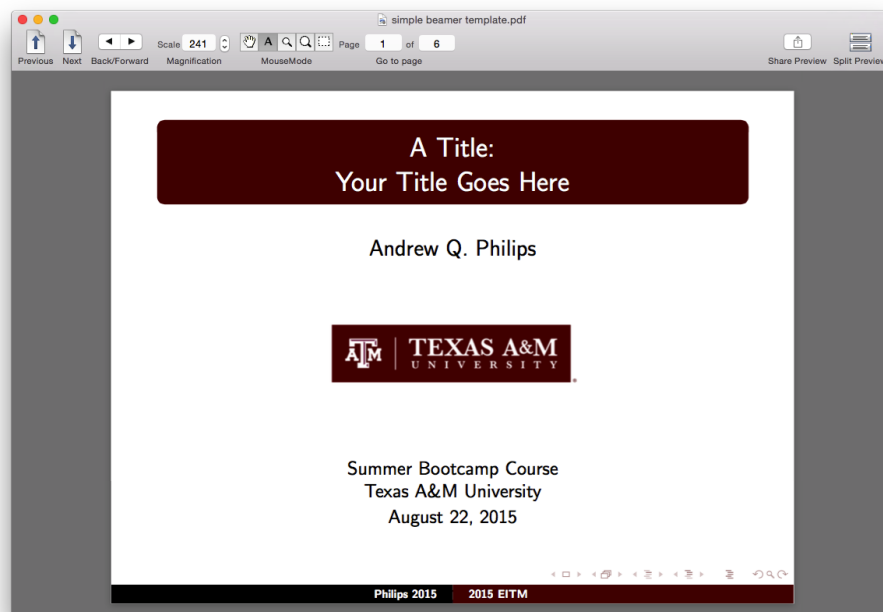 simple beamer template.pdf
Scale 241 Page 1 of 6
Previous Next Back/Forward Magnification MouseMode Go to page Share Preview Split Preview
A Title:
Your Title Goes Here
Andrew Q. Philips
ATM TEXAS A&M
UNIVERSITY
Summer Bootcamp Course
Texas A&M University
August 22, 2015
Philips 2015 2015 EITM